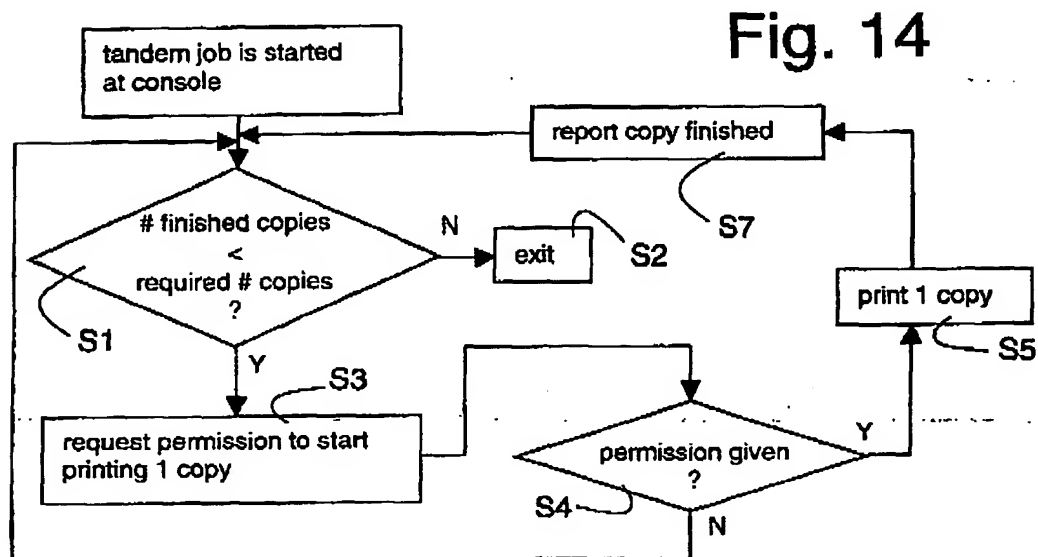 Fig. 14
tandem job is started
at console
report copy finished
S7
# finished copies
<
required # copies
?
N
exit
S2
print 1 copy
S5
S1
Y
S3
request permission to start
printing 1 copy
permission given
?
Y
S4
N